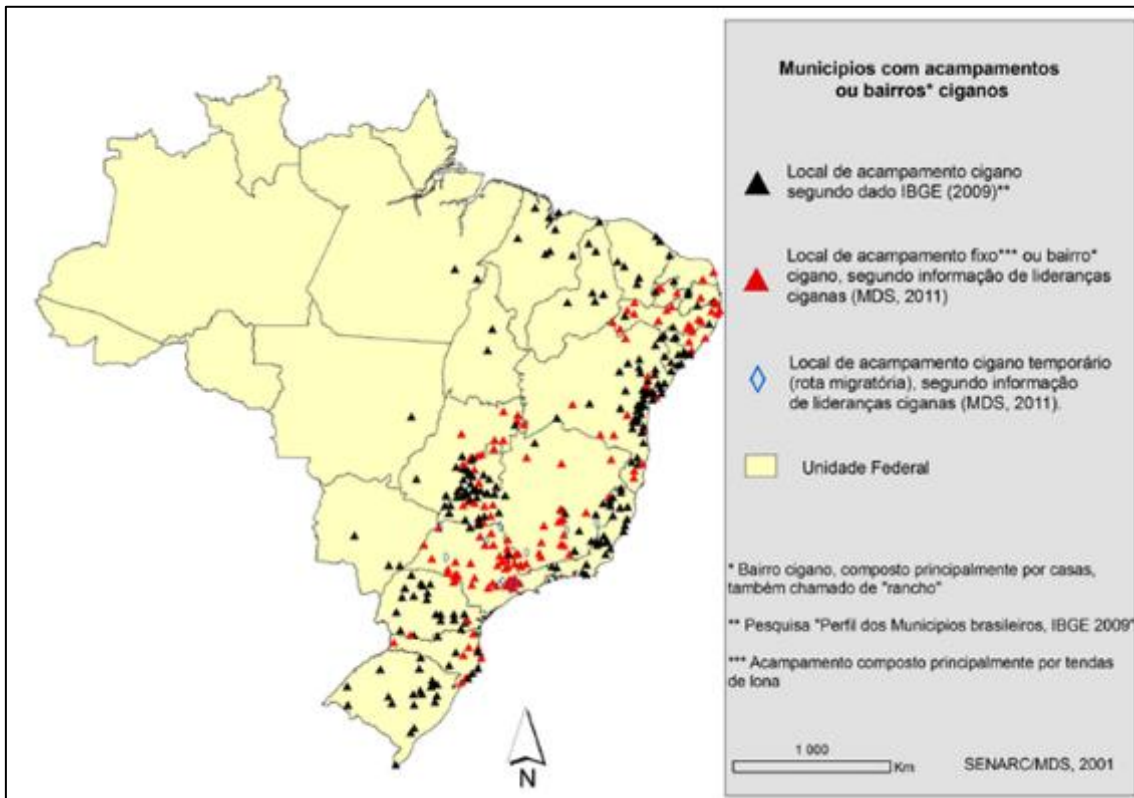 Municipios com acampamentos
ou bairros* ciganos
Local de acampamento cigano
segundo dado IBGE (2009)**
Local de acampamento fixo*** ou bairro*
cigano, segundo informação de lideranças
ciganas (MDS, 2011)
Local de acampamento cigano temporário
(rota migratória), segundo informação
de lideranças ciganas (MDS, 2011).
Unidade Federal
* Bairro cigano, composto principalmente por casas,
também chamado de "rancho"
** Pesquisa "Perfil dos Municipios brasileiros, IBGE 2009"
*** Acampamento composto principalmente por tendas
de lona
1 000
Km
SENARC/MDS, 2001
N